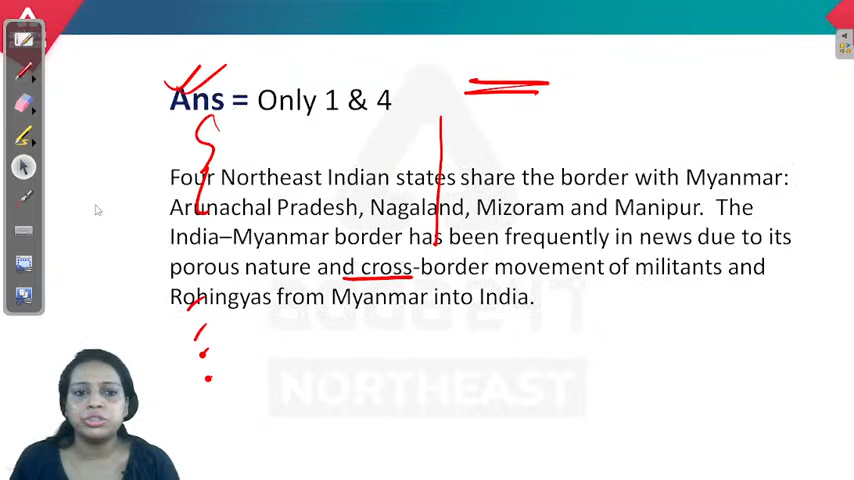 Ans = Only 1 & 4
Four Northeast Indian states share the border with Myanmar:
Arunachal Pradesh, Nagaland, Mizoram and Manipur. The
India–Myanmar border has been frequently in news due to its
porous nature and cross-border movement of militants and
Rohingyas from Myanmar into India.
NORTHEAST